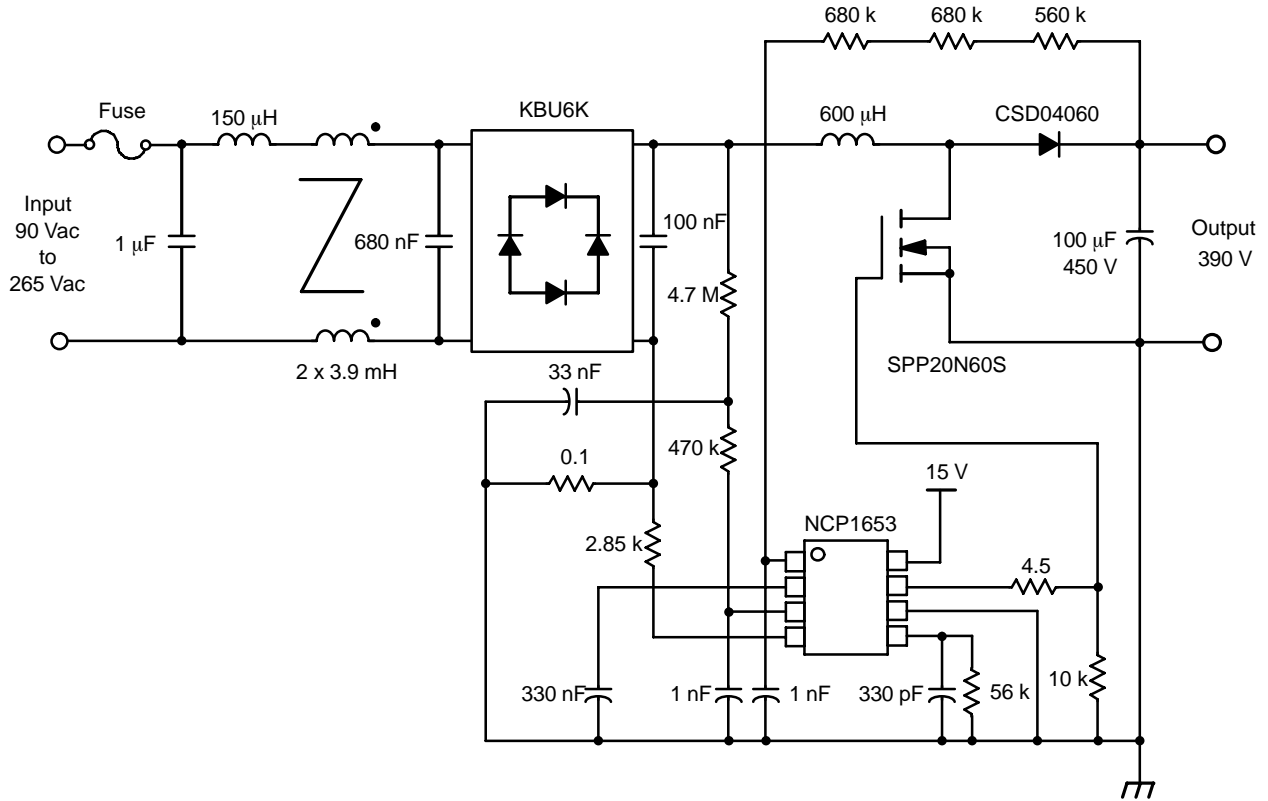 680 k
680 k
560 k
Fuse
150 μH
KBU6K
600 μH
CSD04060
Input
90 Vac
to
265 Vac
1 μF
680 nF
100 nF
4.7 M
100 μF
450 V
Output
390 V
2 x 3.9 mH
33 nF
SPP20N60S
470 k
0.1
15 V
2.85 k
NCP1653
4.5
330 nF
1 nF
1 nF
330 pF
56 k
10 k